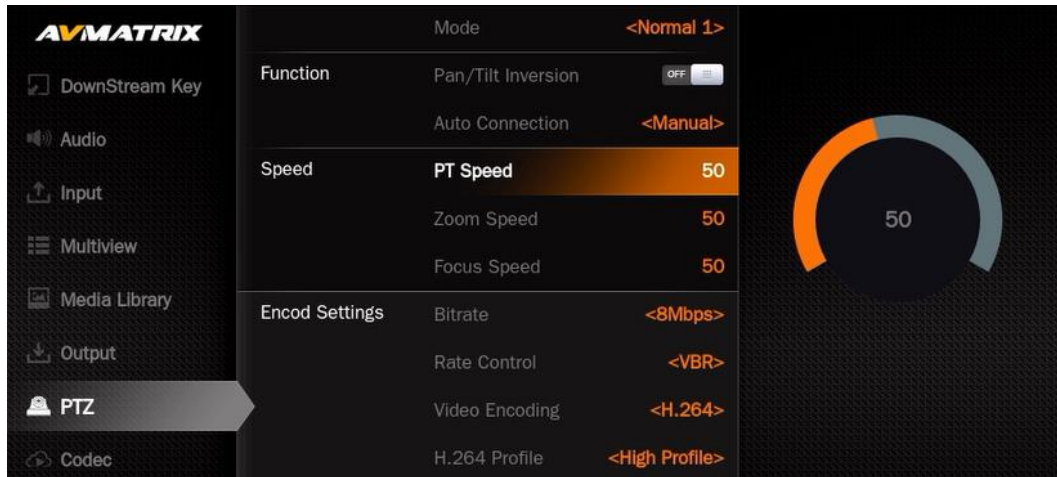 AVMATRIX
DownStream Key
Audio
Input
Multiview
Media Library
Output
PTZ
Codec
Mode <Normal 1>
Function Pan/Tilt Inversion OFF
Auto Connection <Manual>
Speed PT Speed 50
Zoom Speed 50
Focus Speed 50
Encod Settings Bitrate <8Mbps>
Rate Control <VBR>
Video Encoding <H.264>
H.264 Profile <High Profile>
50